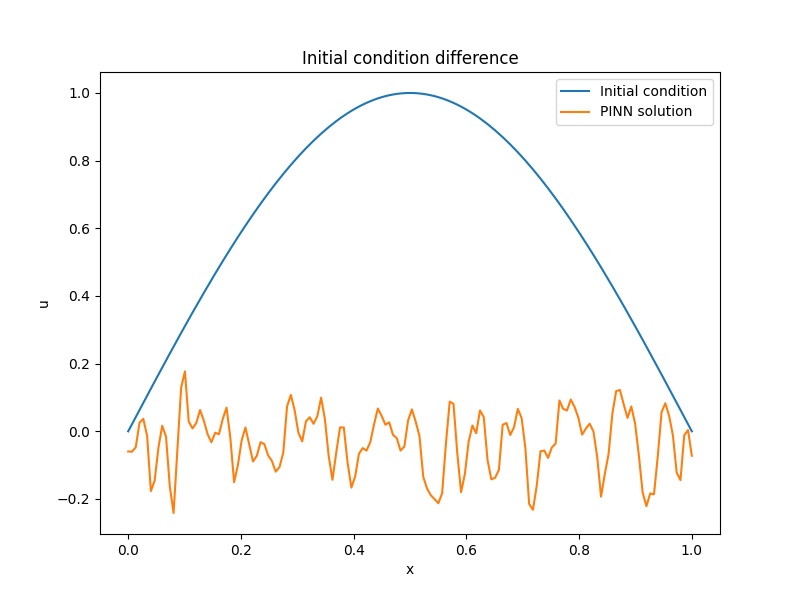 Initial condition difference
Initial condition
PINN solution
1.0
0.8
0.6
0.4
0.2
0.0
−0.2
u
0.0 0.2 0.4 0.6 0.8 1.0
x